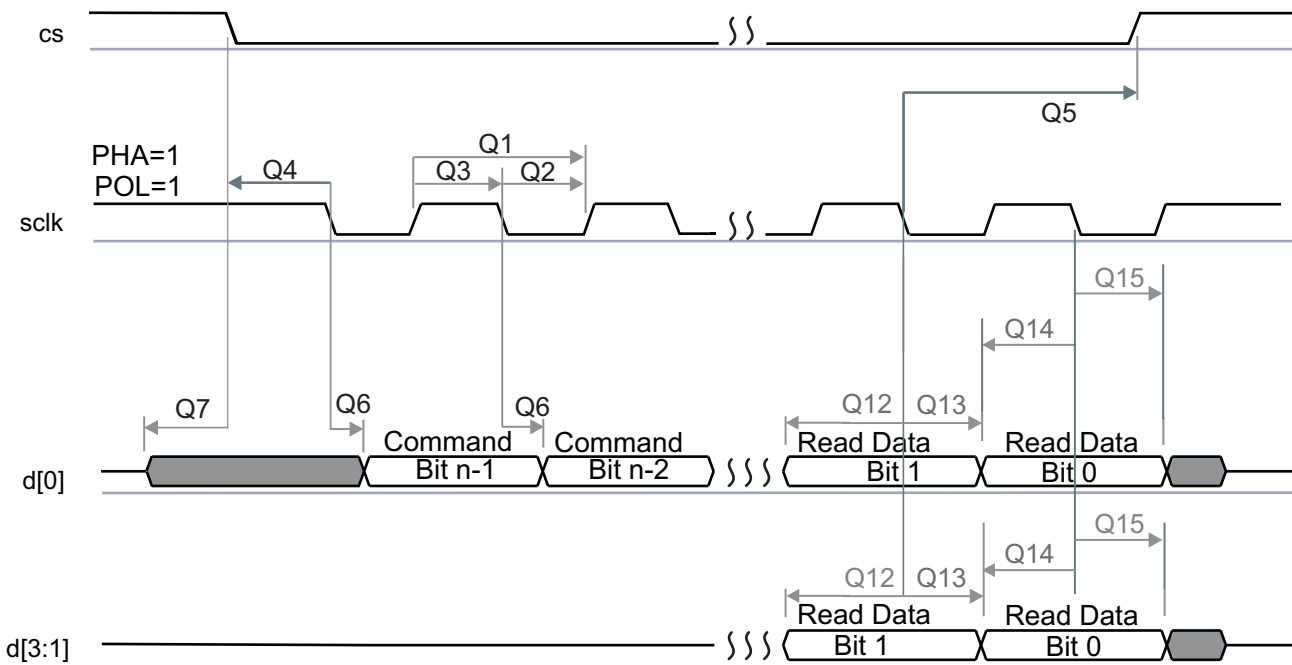 cs
Q5
PHA=1
Q1
POL=1
Q4
Q3
Q2
sclk
Q15
Q14
Q7
Q6
Q6
Q12
Q13
Command
Command
Read Data
Read Data
d[0]
Bit n-1
Bit n-2
Bit 1
Bit 0
Q15
Q14
Q12
Q13
Read Data
Read Data
d[3:1]
Bit 1
Bit 0